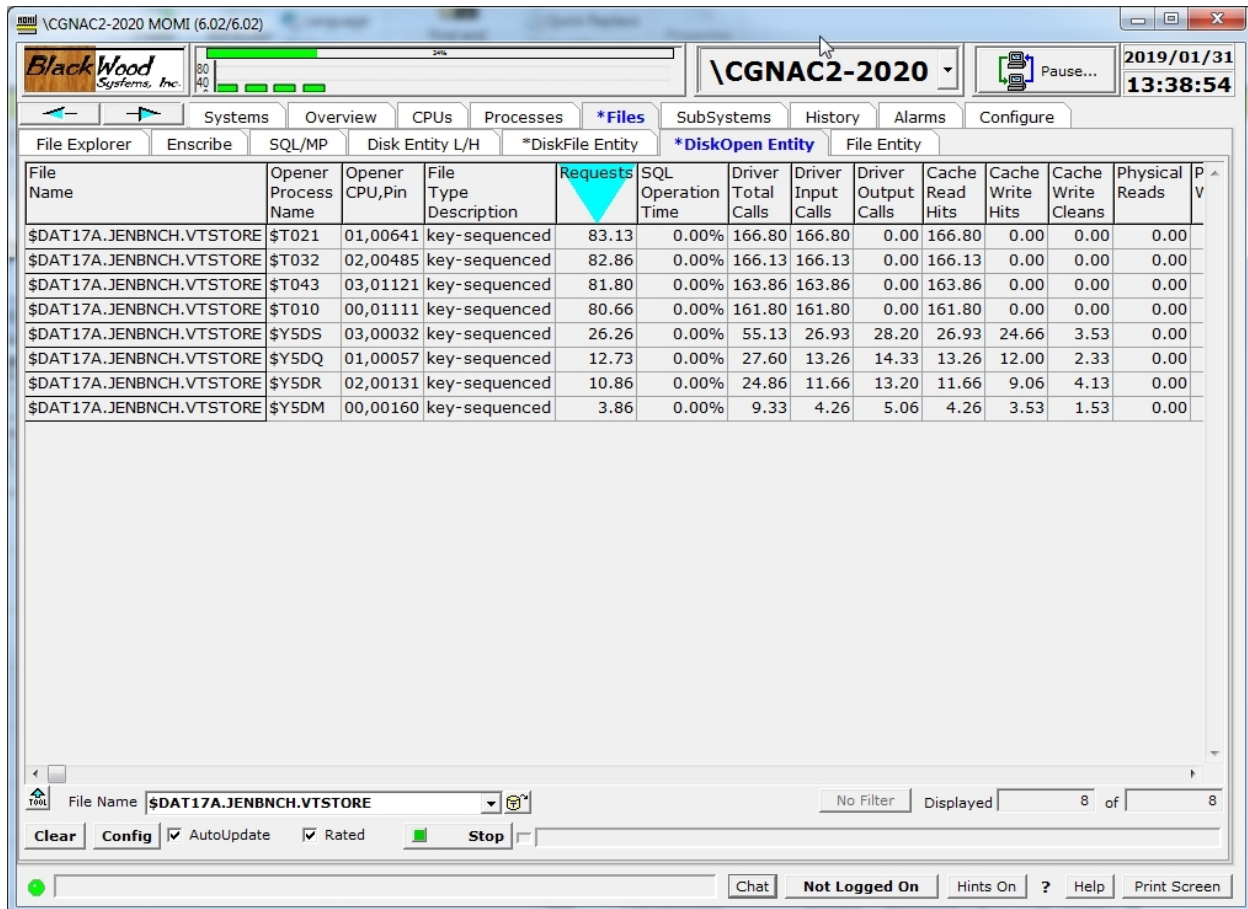 \CGNAC2-2020 MOMI (6.02/6.02)
BlackWood Systems, Inc.
80
40
34%
\CGNAC2-2020
Pause...
2019/01/31
13:38:54
Systems Overview CPUs Processes *Files SubSystems History Alarms Configure
File Explorer Enscribe SQL/MP Disk Entity L/H *DiskFile Entity *DiskOpen Entity File Entity
File Name Opener Process Name Opener CPU,Pin File Type Description Requests SQL Operation Time Driver Total Calls Driver Input Calls Driver Output Calls Cache Read Hits Cache Write Hits Cache Write Cleans Physical Reads P W
$DAT17A.JENBNCH.VTSTORE $T021 01,00641 key-sequenced 83.13 0.00% 166.80 166.80 0.00 166.80 0.00 0.00 0.00
$DAT17A.JENBNCH.VTSTORE $T032 02,00485 key-sequenced 82.86 0.00% 166.13 166.13 0.00 166.13 0.00 0.00 0.00
$DAT17A.JENBNCH.VTSTORE $T043 03,01121 key-sequenced 81.80 0.00% 163.86 163.86 0.00 163.86 0.00 0.00 0.00
$DAT17A.JENBNCH.VTSTORE $T010 00,01111 key-sequenced 80.66 0.00% 161.80 161.80 0.00 161.80 0.00 0.00 0.00
$DAT17A.JENBNCH.VTSTORE $Y5DS 03,00032 key-sequenced 26.26 0.00% 55.13 26.93 28.20 26.93 24.66 3.53 0.00
$DAT17A.JENBNCH.VTSTORE $Y5DQ 01,00057 key-sequenced 12.73 0.00% 27.60 13.26 14.33 13.26 12.00 2.33 0.00
$DAT17A.JENBNCH.VTSTORE $Y5DR 02,00131 key-sequenced 10.86 0.00% 24.86 11.66 13.20 11.66 9.06 4.13 0.00
$DAT17A.JENBNCH.VTSTORE $Y5DM 00,00160 key-sequenced 3.86 0.00% 9.33 4.26 5.06 4.26 3.53 1.53 0.00
TOOL File Name $DAT17A.JENBNCH.VTSTORE No Filter Displayed 8 of 8
Clear Config AutoUpdate Rated Stop
Chat Not Logged On Hints On ? Help Print Screen